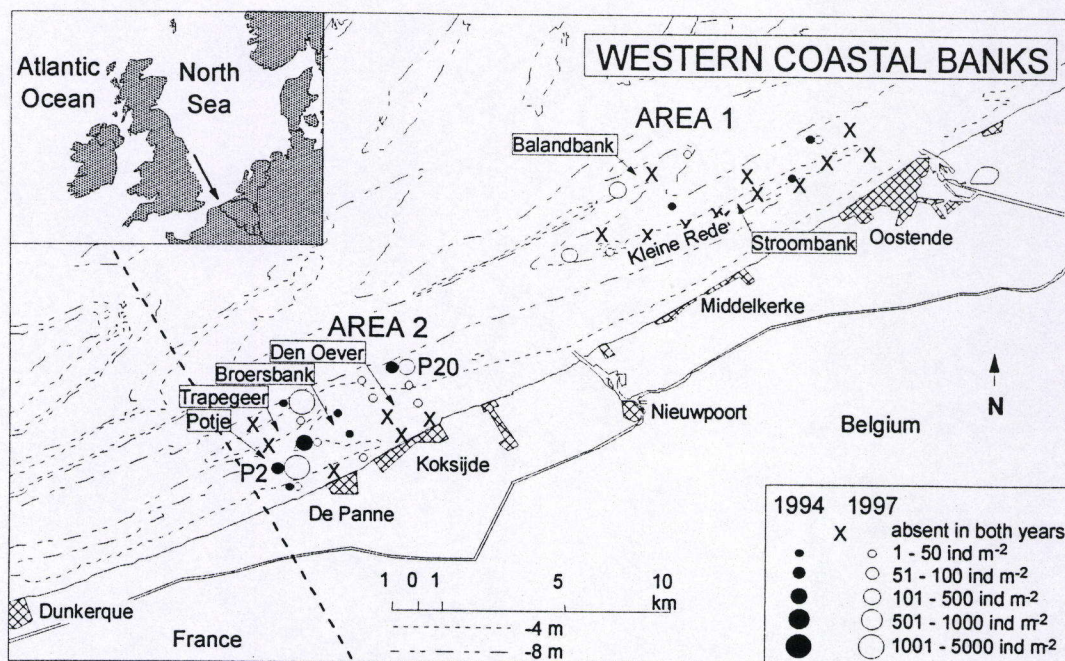 Atlantic
Ocean
North
Sea
WESTERN COASTAL BANKS
AREA 1
Balandbank
Kleine Rede
Stroombank
Oostende
Middelkerke
AREA 2
Den Oever
Broersbank
Trapegeer
Potje
P20
P2
Nieuwpoort
N
Belgium
Koksijde
De Panne
Dunkerque
France
1 0 1 5 10
km
-4 m
-8 m
1994 1997
X absent in both years
1 - 50 ind m-2
51 - 100 ind m-2
101 - 500 ind m-2
501 - 1000 ind m-2
1001 - 5000 ind m-2